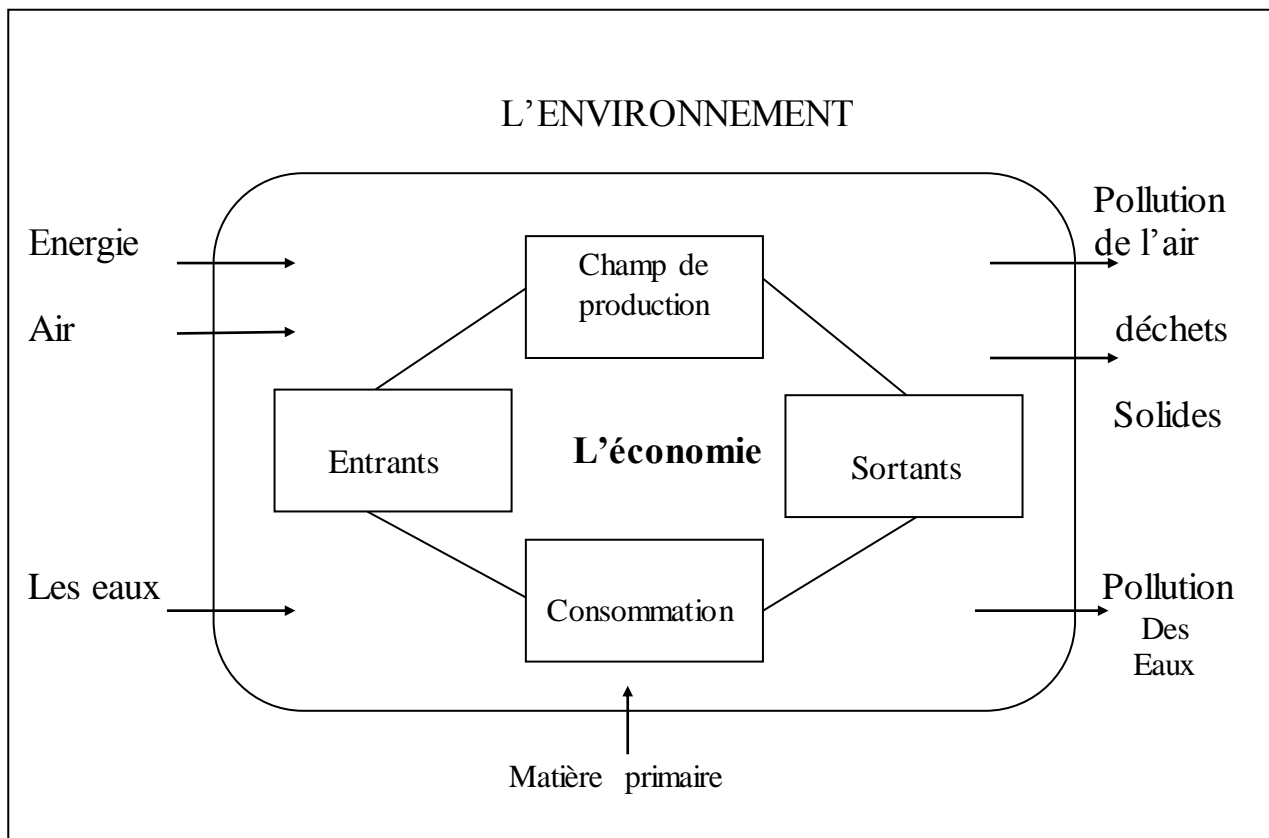 L'ENVIRONNEMENT
Energie
Air
Les eaux
Champ de
production
Entrants
L'économie
Sortants
Consommation
Matière primaire
Pollution
de l'air
déchets
Solides
Pollution
Des
Eaux